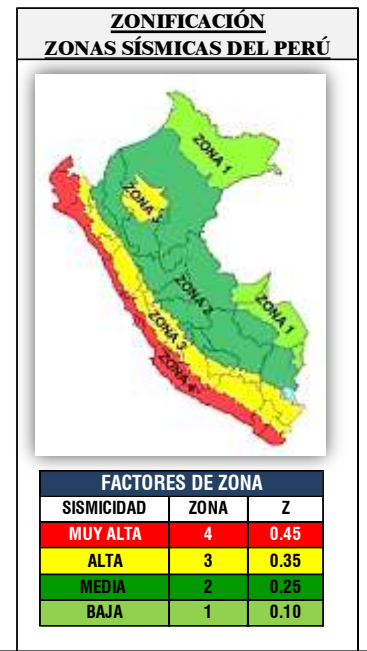 ZONIFICACIÓN
ZONAS SÍSMICAS DEL PERÚ
ZONA 1
ZONA 3
ZONA 2
ZONA 1
ZONA 3
ZONA 4
FACTORES DE ZONA
SISMICIDAD ZONA Z
MUY ALTA 4 0.45
ALTA 3 0.35
MEDIA 2 0.25
BAJA 1 0.10